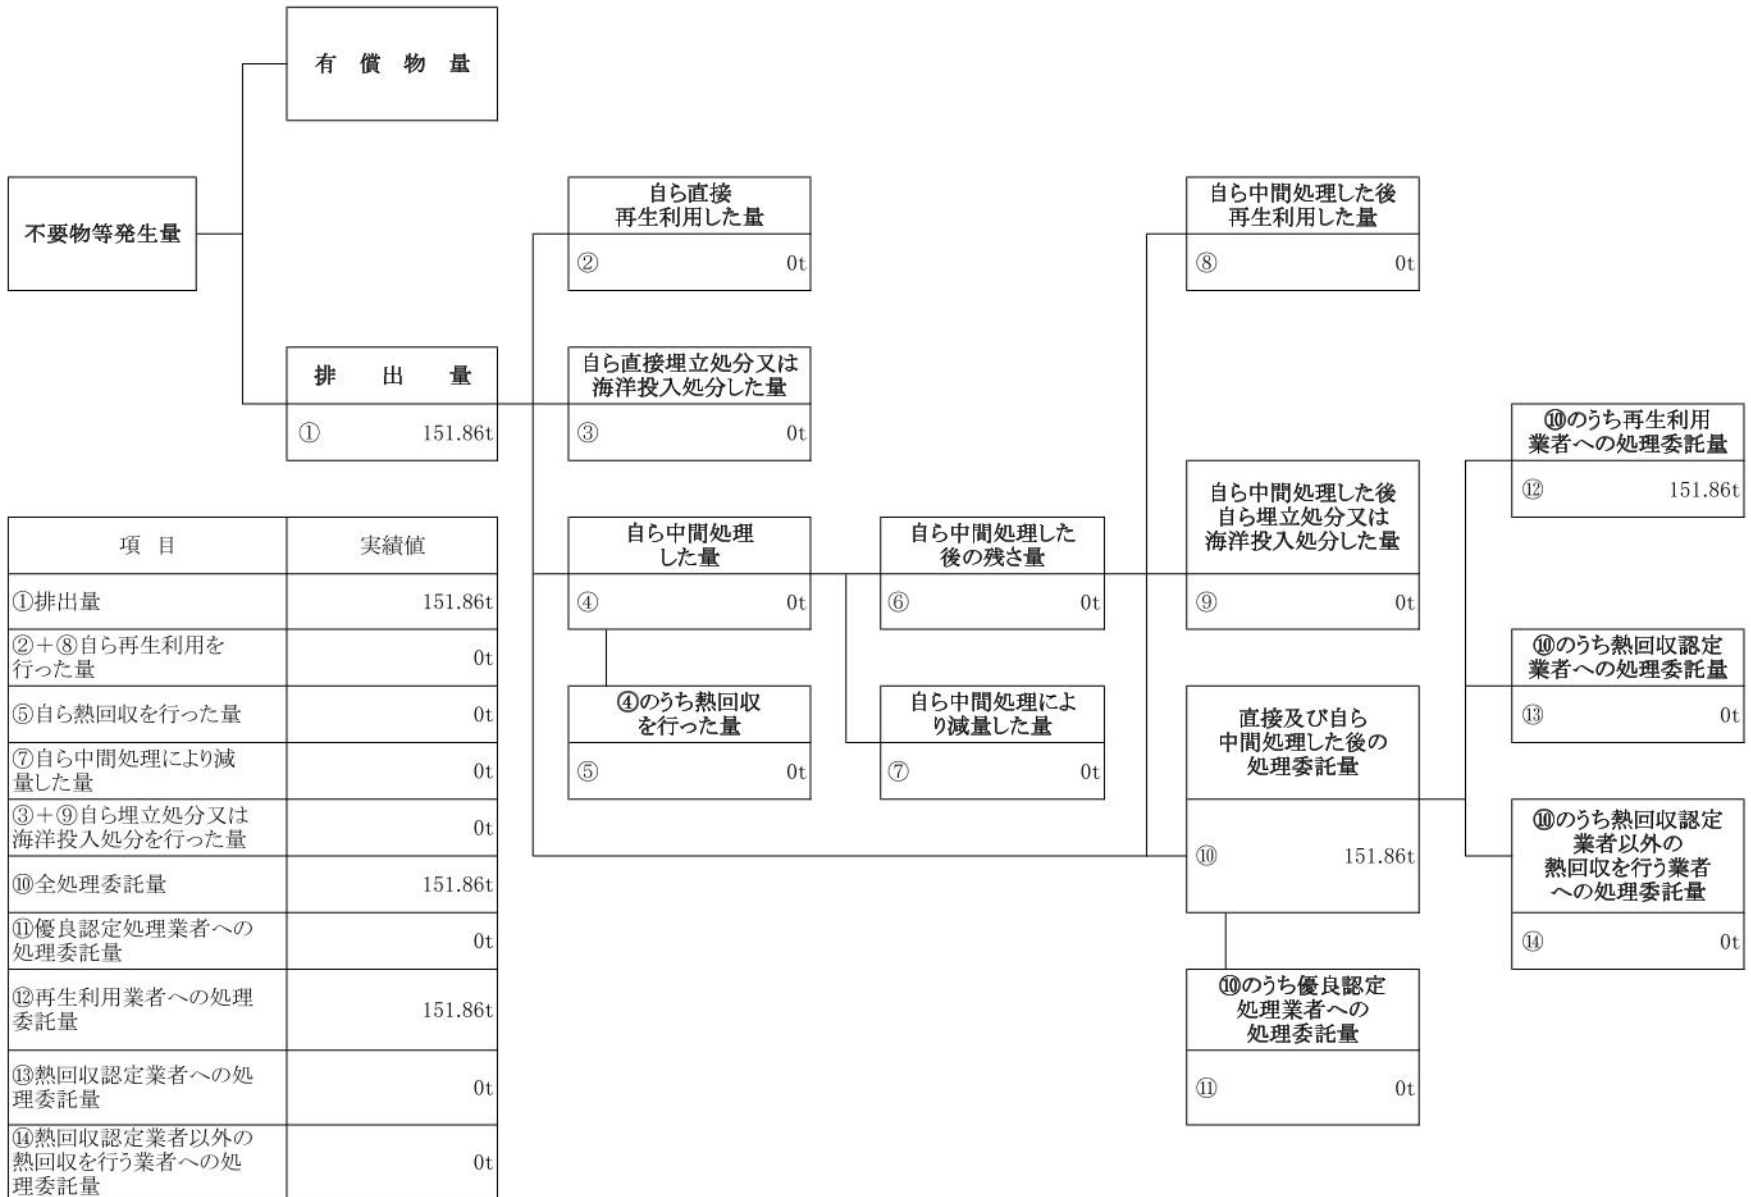 有 償 物 量
不要物等発生量
排 出 量
① 151.86t
自ら直接
再生利用した量
② 0t
自ら直接埋立処分又は
海洋投入処分した量
③ 0t
自ら中間処理
した量
④ 0t
④のうち熱回収
を行った量
⑤ 0t
自ら中間処理した
後の残さ量
⑥ 0t
自ら中間処理によ
り減量した量
⑦ 0t
自ら中間処理した後
再生利用した量
⑧ 0t
自ら中間処理した後
自ら埋立処分又は
海洋投入処分した量
⑨ 0t
直接及び自ら
中間処理した後の
処理委託量
⑩ 151.86t
⑩のうち優良認定
処理業者への
処理委託量
⑪ 0t
⑩のうち再生利用
業者への処理委託量
⑫ 151.86t
⑩のうち熱回収認定
業者への処理委託量
⑬ 0t
⑩のうち熱回収認定
業者以外の
熱回収を行う業者
への処理委託量
⑭ 0t
項 目 実績値
①排出量 151.86t
②＋⑧自ら再生利用を
行った量 0t
⑤自ら熱回収を行った量 0t
⑦自ら中間処理により減
量した量 0t
③＋⑨自ら埋立処分又は
海洋投入処分を行った量 0t
⑩全処理委託量 151.86t
⑪優良認定処理業者への
処理委託量 0t
⑫再生利用業者への処理
委託量 151.86t
⑬熱回収認定業者への処
理委託量 0t
⑭熱回収認定業者以外の
熱回収を行う業者への処
理委託量 0t